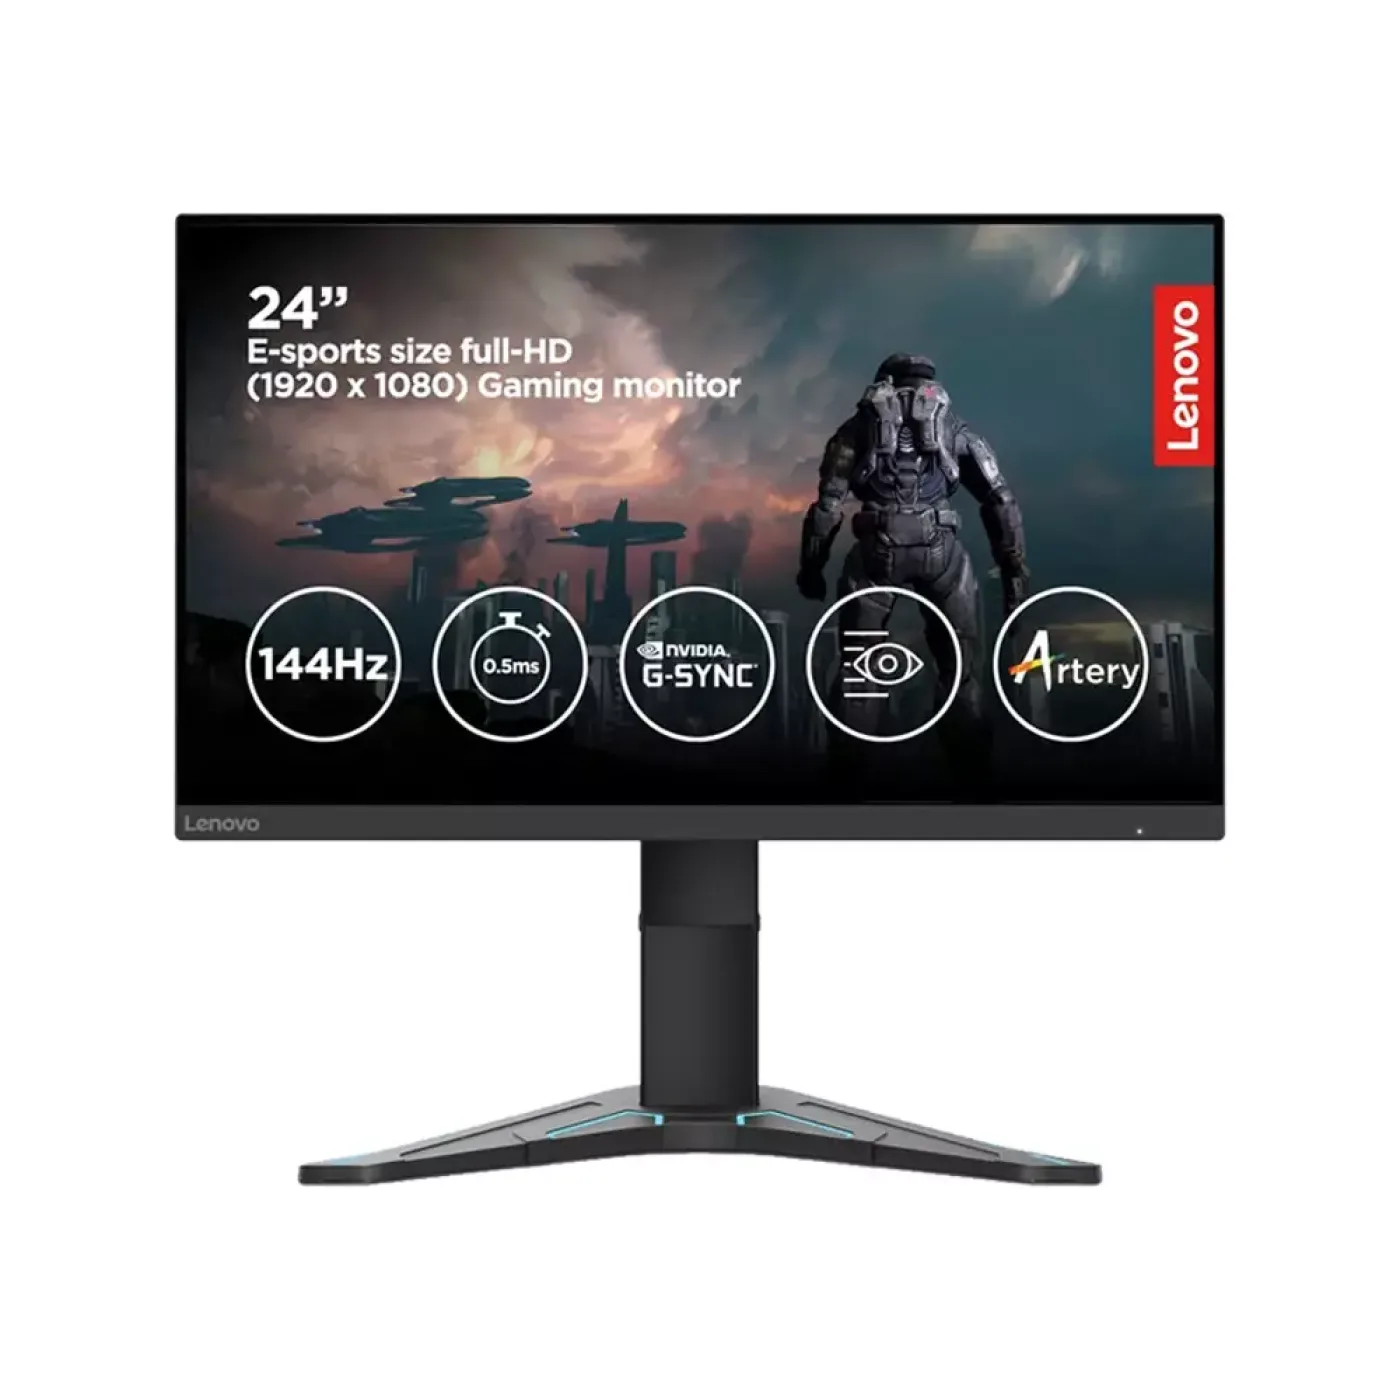 24”
E-sports size full-HD
(1920 x 1080) Gaming monitor
Lenovo
144Hz
0.5ms
NVIDIA.
G-SYNC
Artery
Lenovo